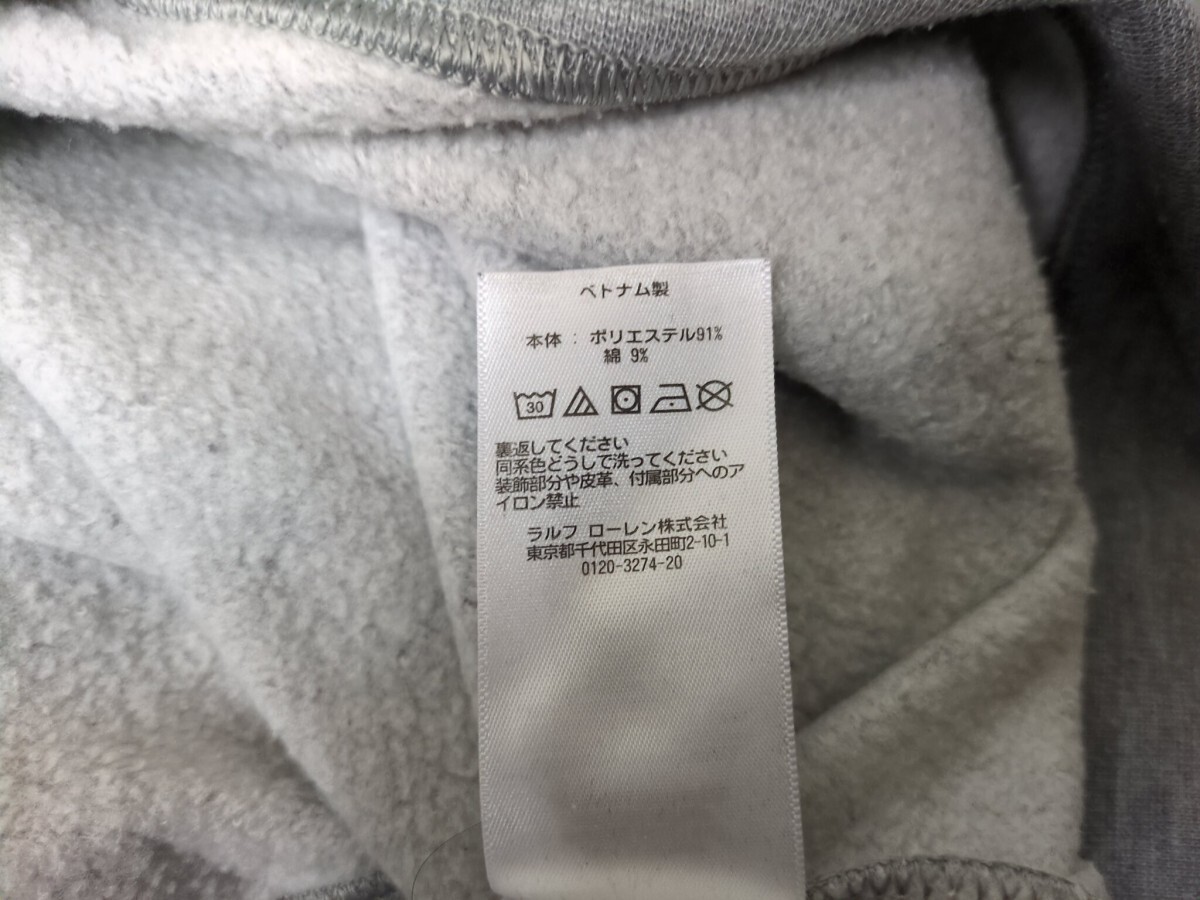 ベトナム製
本体 : ポリエステル91%
綿 9%
30
裏返してください
同系色どうしで洗ってください
装飾部分や皮革、付属部分へのア
イロン禁止
ラルフ ローレン株式会社
東京都千代田区永田町2-10-1
0120-3274-20